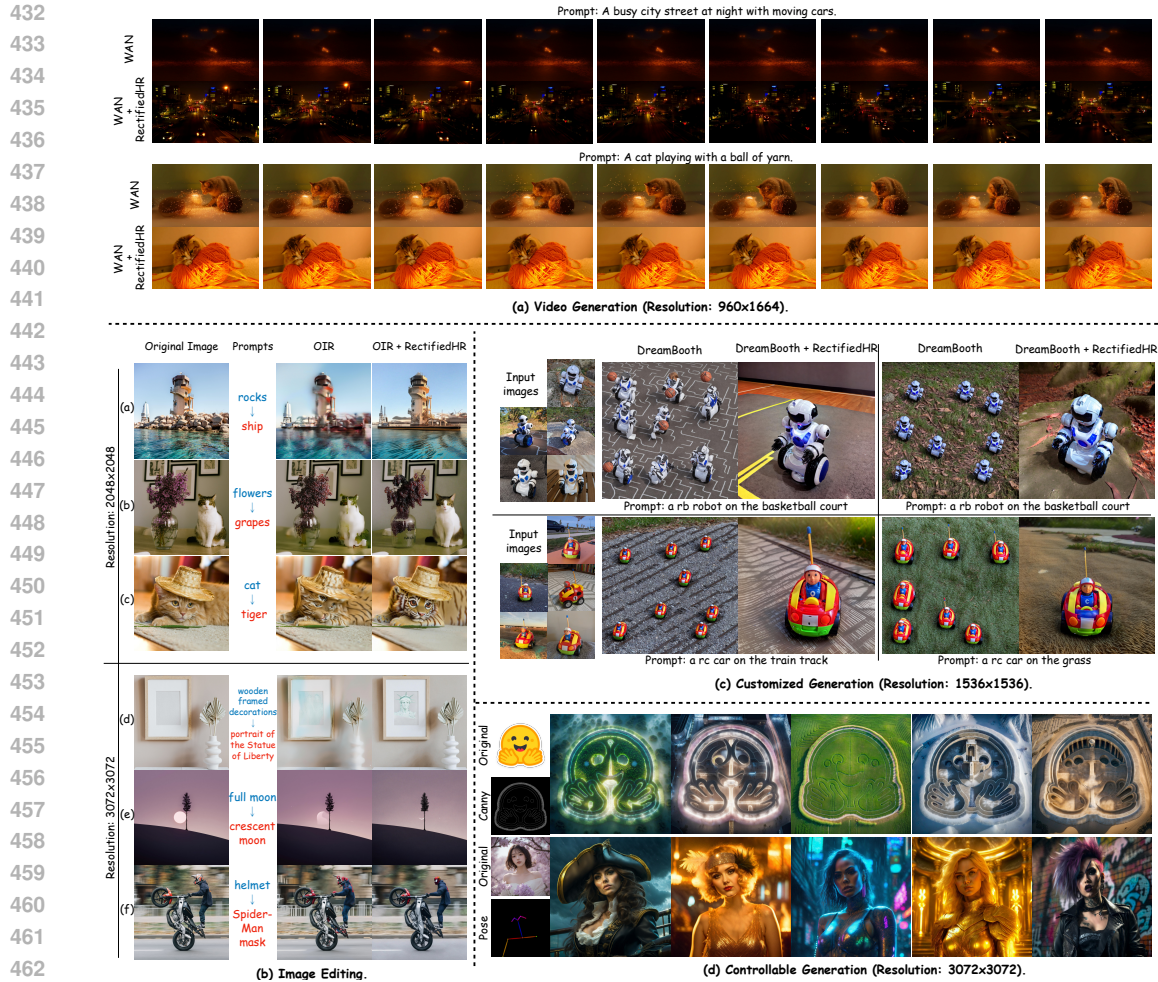 432
433
434
435
436
437
438
439
440
441
442
443
444
445
446
447
448
449
450
451
452
453
454
455
456
457
458
459
460
461
462
Prompt: A busy city street at night with moving cars.
WAN
WAN
+
RectifiedHR
Prompt: A cat playing with a ball of yarn.
WAN
WAN
+
RectifiedHR
(a) Video Generation (Resolution: 960x1664).
Original Image Prompts OIR OIR + RectifiedHR
Resolution: 2048x2048
(a)
rocks
↓
ship
(b)
flowers
↓
grapes
(c)
cat
↓
tiger
Resolution: 3072x3072
(d)
wooden
framed
decorations
↓
portrait of
the Statue
of Liberty
(e)
full moon
↓
crescent
moon
(f)
helmet
↓
Spider-
Man
mask
(b) Image Editing.
DreamBooth DreamBooth + RectifiedHR DreamBooth DreamBooth + RectifiedHR
Input
images
Prompt: a rb robot on the basketball court
Prompt: a rb robot on the basketball court
Input
images
Prompt: a rc car on the train track
Prompt: a rc car on the grass
(c) Customized Generation (Resolution: 1536x1536).
Original
Canny
Original
Pose
(d) Controllable Generation (Resolution: 3072x3072).